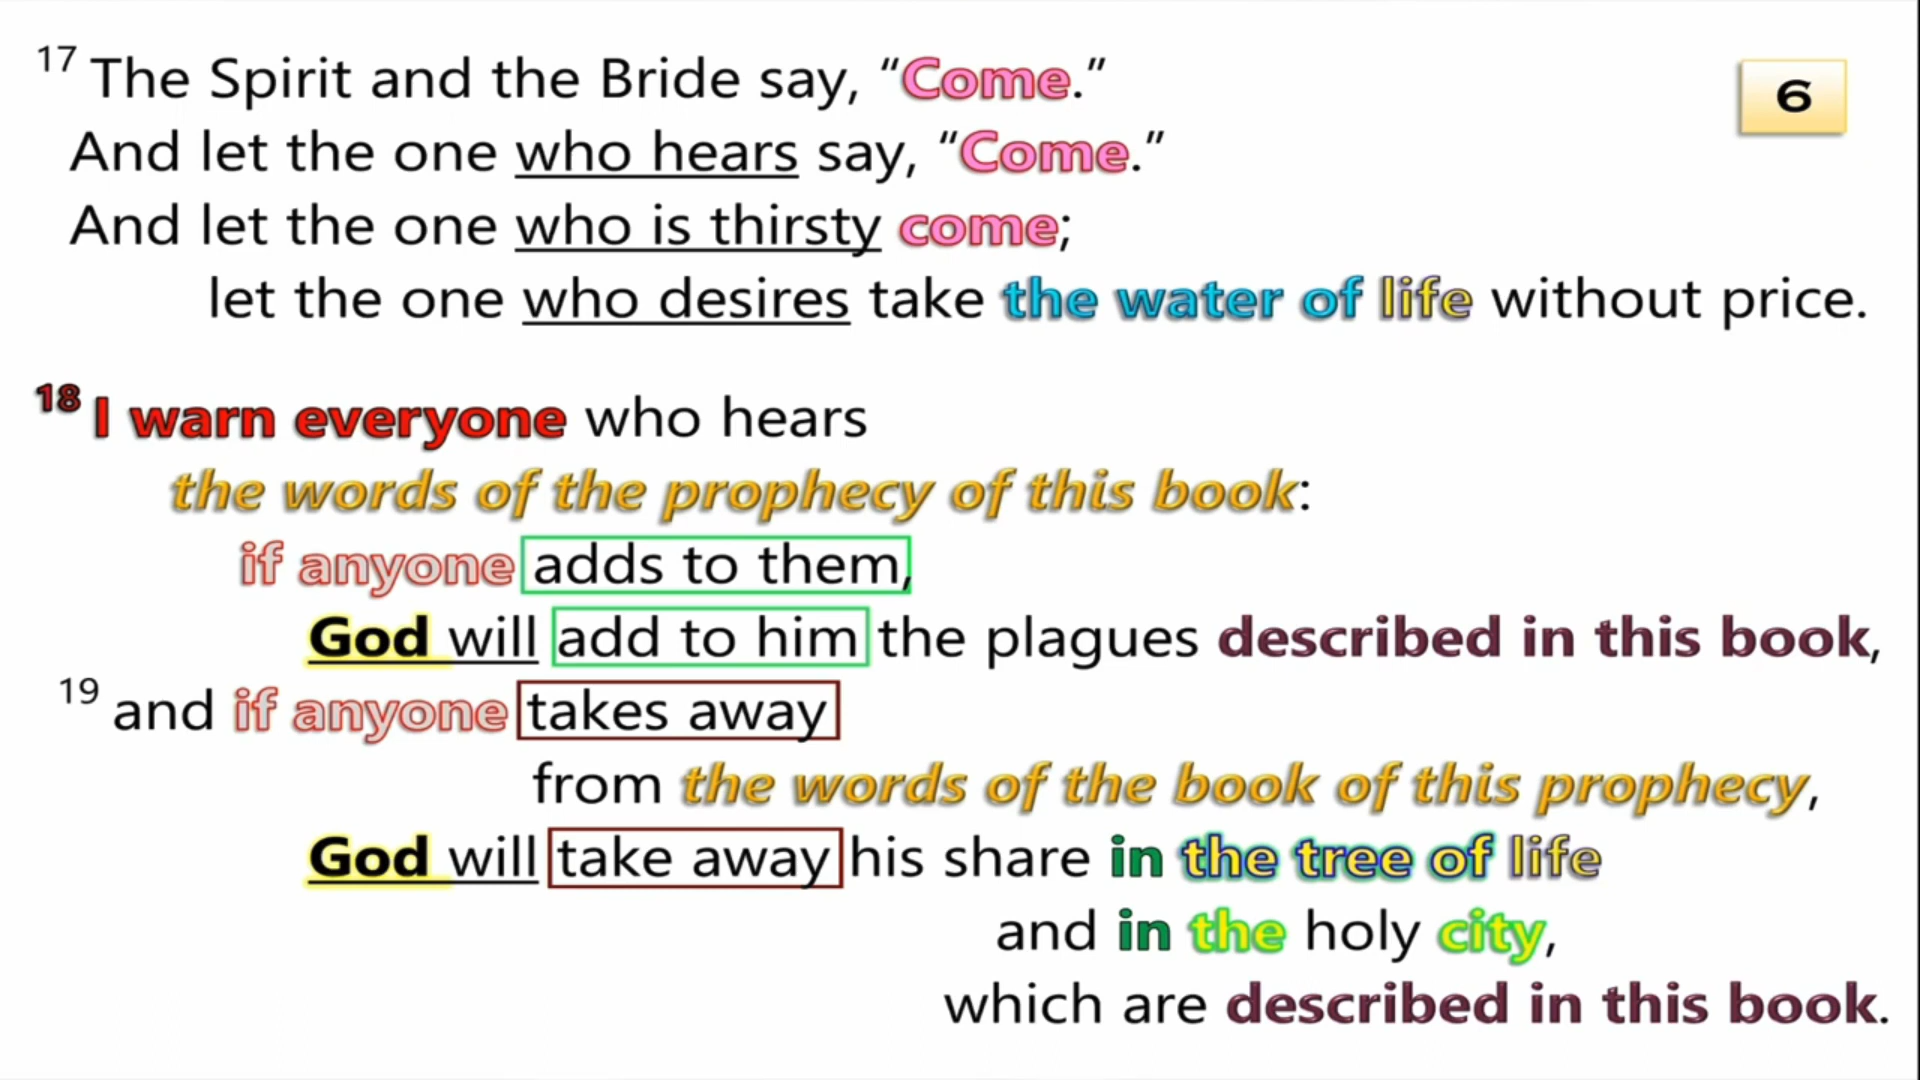 17 The Spirit and the Bride say, “Come.”
6
And let the one who hears say, “Come.”
And let the one who is thirsty come;
let the one who desires take the water of life without price.
18 I warn everyone who hears
the words of the prophecy of this book:
if anyone adds to them,
God will add to him the plagues described in this book,
19 and if anyone takes away
from the words of the book of this prophecy,
God will take away his share in the tree of life
and in the holy city,
which are described in this book.